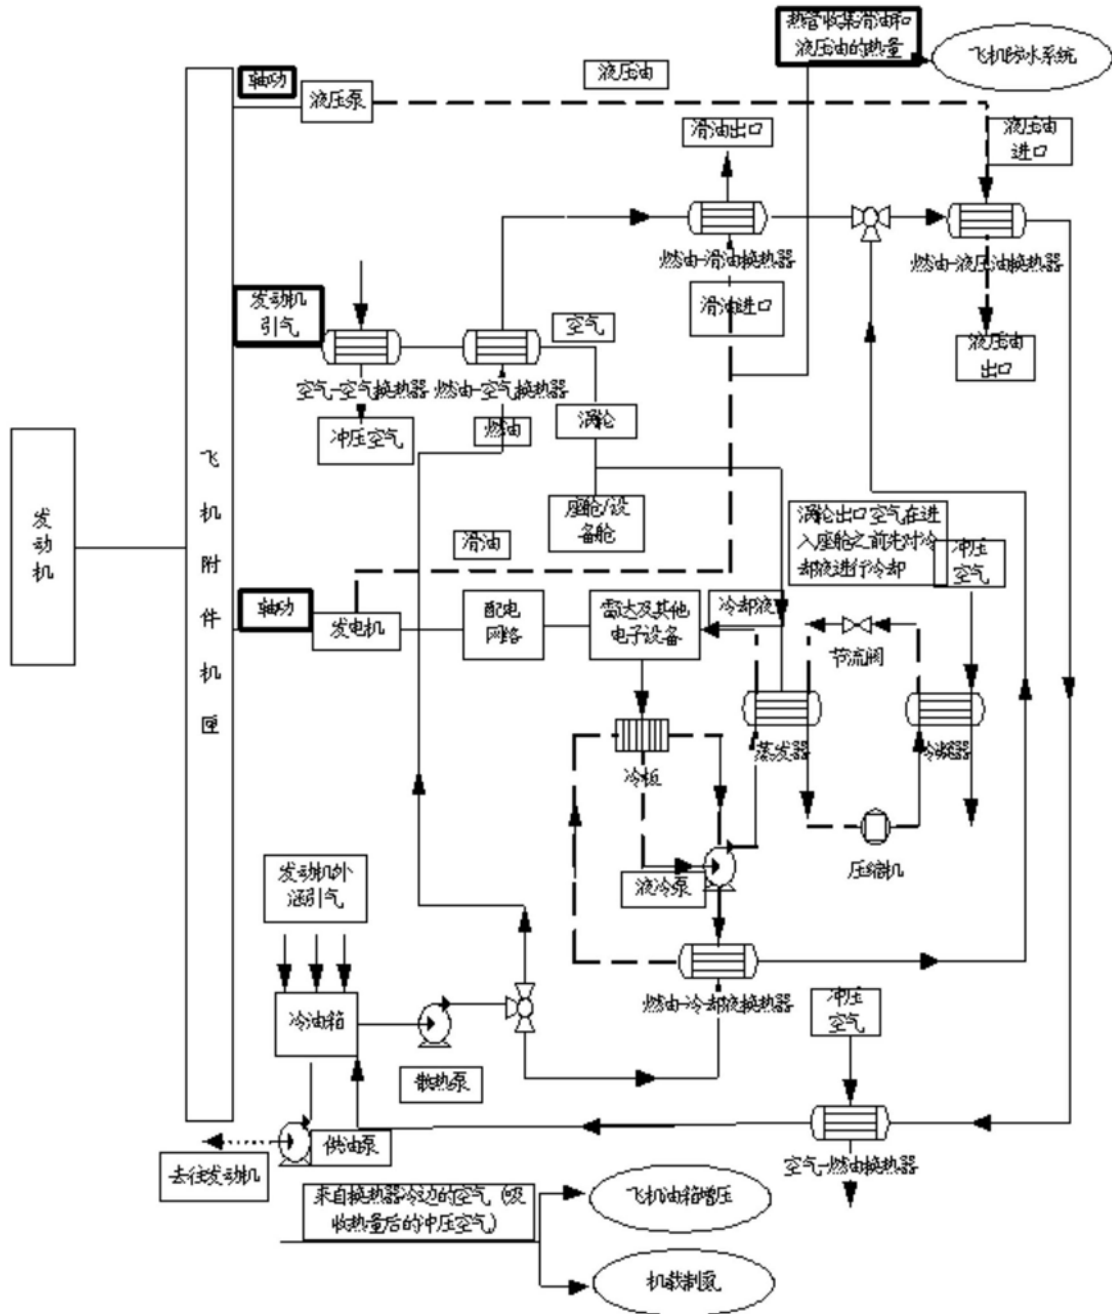 热管收集滑油和
液压油的热量
飞机防冰系统
轴功
液压泵
液压油
滑油出口
液压油
进口
燃油-滑油换热器
燃油-液压油换热器
发动机
引气
空气
滑油进口
液压油
出口
空气-空气换热器
燃油-空气换热器
冲压空气
燃油
涡轮
飞机附件机匣
发动机
座舱/设
备舱
滑油
涡轮出口空气在进
入座舱之前先对冷
却液进行冷却
冲压
空气
轴功
发电机
配电
网络
雷达及其他
电子设备
冷却液
节流阀
冷板
蒸发器
冷凝器
压缩机
液冷泵
发动机外
涵引气
燃油-冷却液换热器
冷油箱
散热泵
冲压
空气
供油泵
去往发动机
空气-燃油换热器
来自换热器冷边的空气（吸
收热量后的冲压空气）
飞机油箱增压
机载制氮